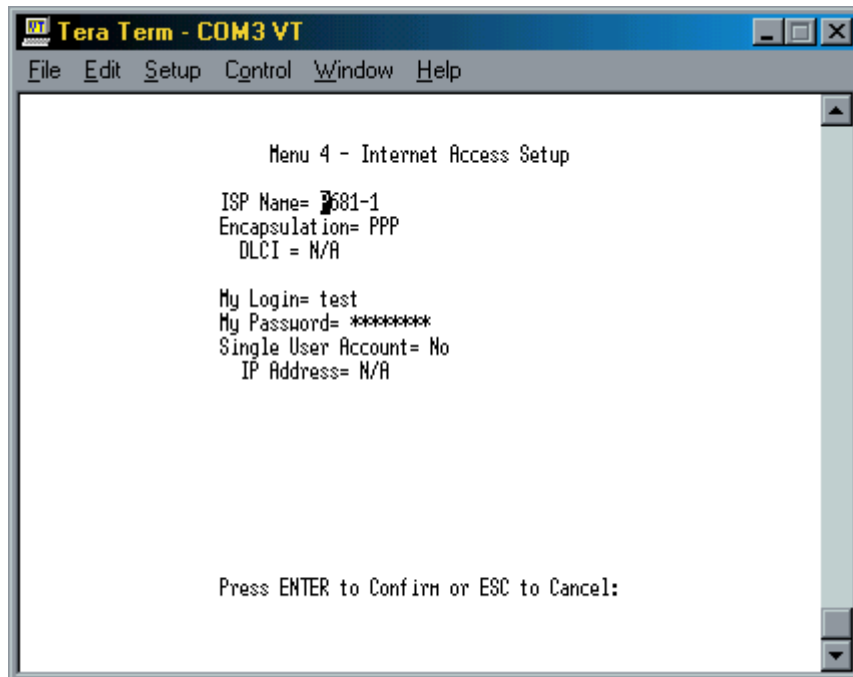 Tera Term - COM3 VT
File Edit Setup Control Window Help
Menu 4 - Internet Access Setup
ISP Name= P681-1
Encapsulation= PPP
DLCI = N/A
My Login= test
My Password= ********
Single User Account= No
IP Address= N/A
Press ENTER to Confirm or ESC to Cancel: